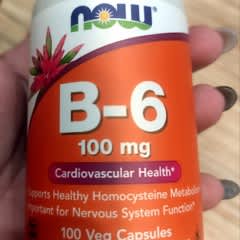 NOW
B-6
100 mg
Cardiovascular Health*
Supports Healthy Homocysteine Metabolism
Important for Nervous System Function*
100 Veg Capsules